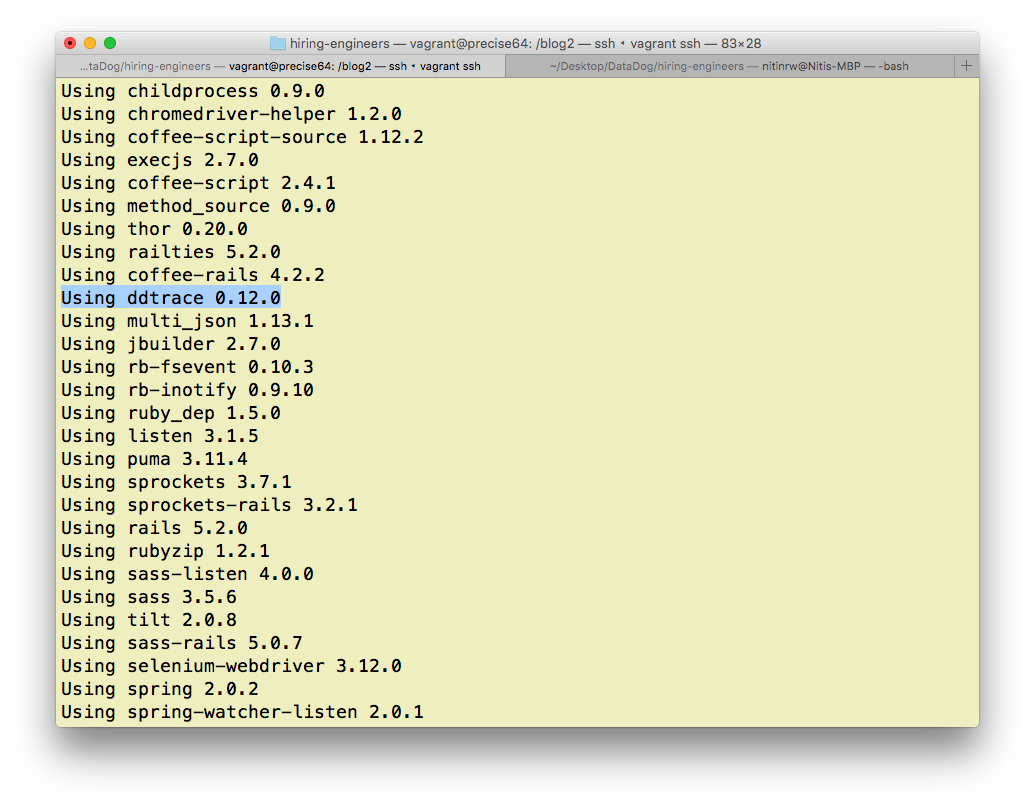 hiring-engineers — vagrant@precise64: /blog2 — ssh ‹ vagrant ssh — 83×28
...taDog/hiring-engineers — vagrant@precise64: /blog2 — ssh ‹ vagrant ssh
~/Desktop/DataDog/hiring-engineers — nitinrw@Nitis-MBP — -bash
Using childprocess 0.9.0
Using chromedriver-helper 1.2.0
Using coffee-script-source 1.12.2
Using execjs 2.7.0
Using coffee-script 2.4.1
Using method_source 0.9.0
Using thor 0.20.0
Using railties 5.2.0
Using coffee-rails 4.2.2
Using ddtrace 0.12.0
Using multi_json 1.13.1
Using jbuilder 2.7.0
Using rb-fsevent 0.10.3
Using rb-inotify 0.9.10
Using ruby_dep 1.5.0
Using listen 3.1.5
Using puma 3.11.4
Using sprockets 3.7.1
Using sprockets-rails 3.2.1
Using rails 5.2.0
Using rubyzip 1.2.1
Using sass-listen 4.0.0
Using sass 3.5.6
Using tilt 2.0.8
Using sass-rails 5.0.7
Using selenium-webdriver 3.12.0
Using spring 2.0.2
Using spring-watcher-listen 2.0.1